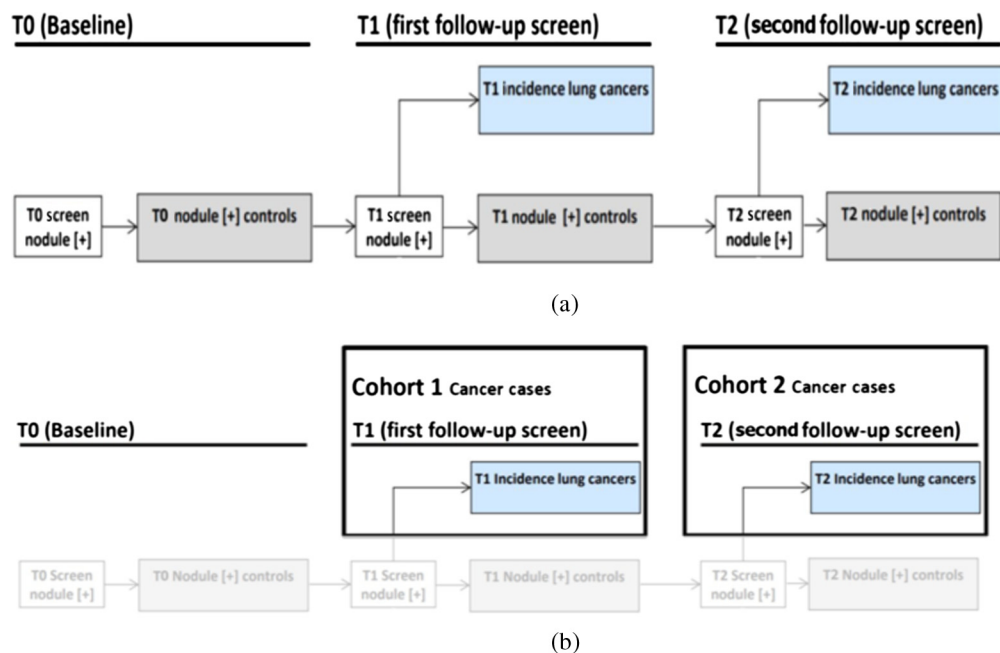 T0 (Baseline)
T1 (first follow-up screen)
T2 (second follow-up screen)
T1 incidence lung cancers
T2 incidence lung cancers
T0 screen
nodule [+]
T0 nodule [+] controls
T1 screen
nodule [+]
T1 nodule [+] controls
T2 screen
nodule [+]
T2 nodule [+] controls
(a)
Cohort 1 Cancer cases
Cohort 2 Cancer cases
T0 (Baseline)
T1 (first follow-up screen)
T2 (second follow-up screen)
T1 Incidence lung cancers
T2 Incidence lung cancers
T0 Screen
nodule [+]
T0 Nodule [+] controls
T1 Screen
nodule [+]
T1 Nodule [+] controls
T2 Screen
nodule [+]
T2 Nodule [+] controls
(b)